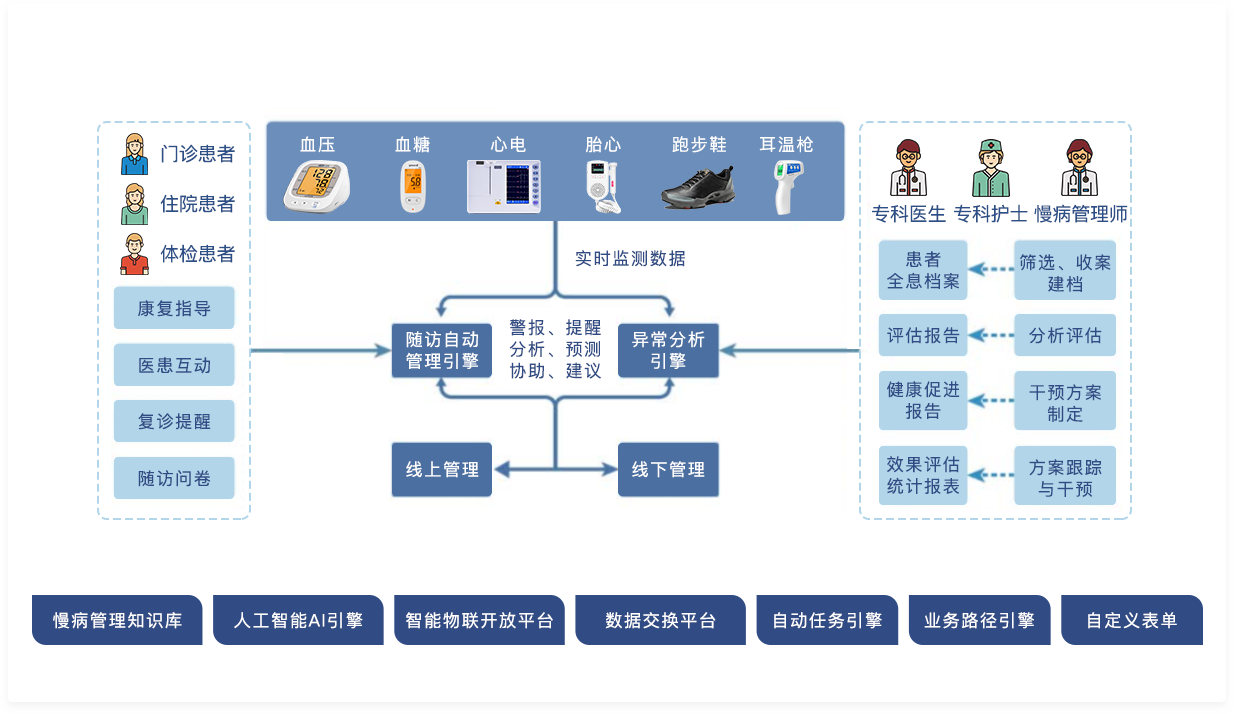 门诊患者
住院患者
体检患者
康复指导
医患互动
复诊提醒
随访问卷
血压
血糖
心电
胎心
跑步鞋
耳温枪
128
78
72
5.8
实时监测数据
随访自动
管理引擎
警报、提醒
分析、预测
协助、建议
异常分析
引擎
线上管理
线下管理
专科医生
专科护士
慢病管理师
患者
全息档案
筛选、收案
建档
评估报告
分析评估
健康促进
报告
干预方案
制定
效果评估
统计报表
方案跟踪
与干预
慢病管理知识库
人工智能AI引擎
智能物联开放平台
数据交换平台
自动任务引擎
业务路径引擎
自定义表单